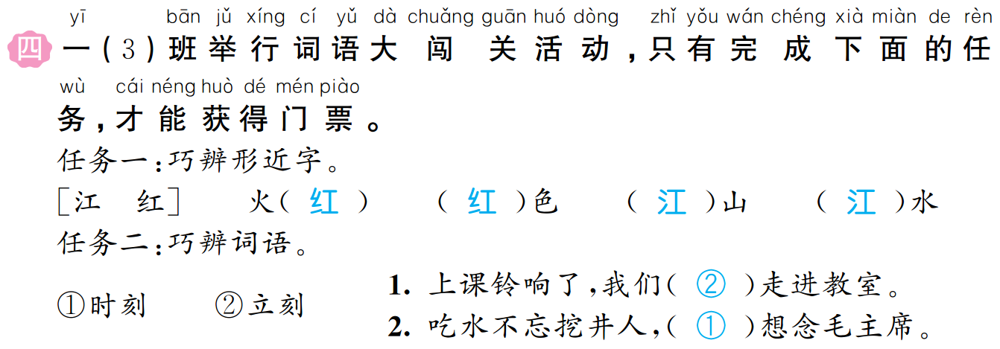 yī bān jǔ xíng cí yǔ dà chuǎng guān huó dòng zhǐ yǒu wán chéng xià miàn de rèn
四 一(3)班举行词语大闯关活动,只有完成下面的任
wù cái néng huò dé mén piào
务,才能获得门票。
任务一:巧辨形近字。
[江 红] 火(红) (红)色 (江)山 (江)水
任务二:巧辨词语。
①时刻 ②立刻
1. 上课铃响了,我们(②)走进教室。
2. 吃水不忘挖井人,(①)想念毛主席。